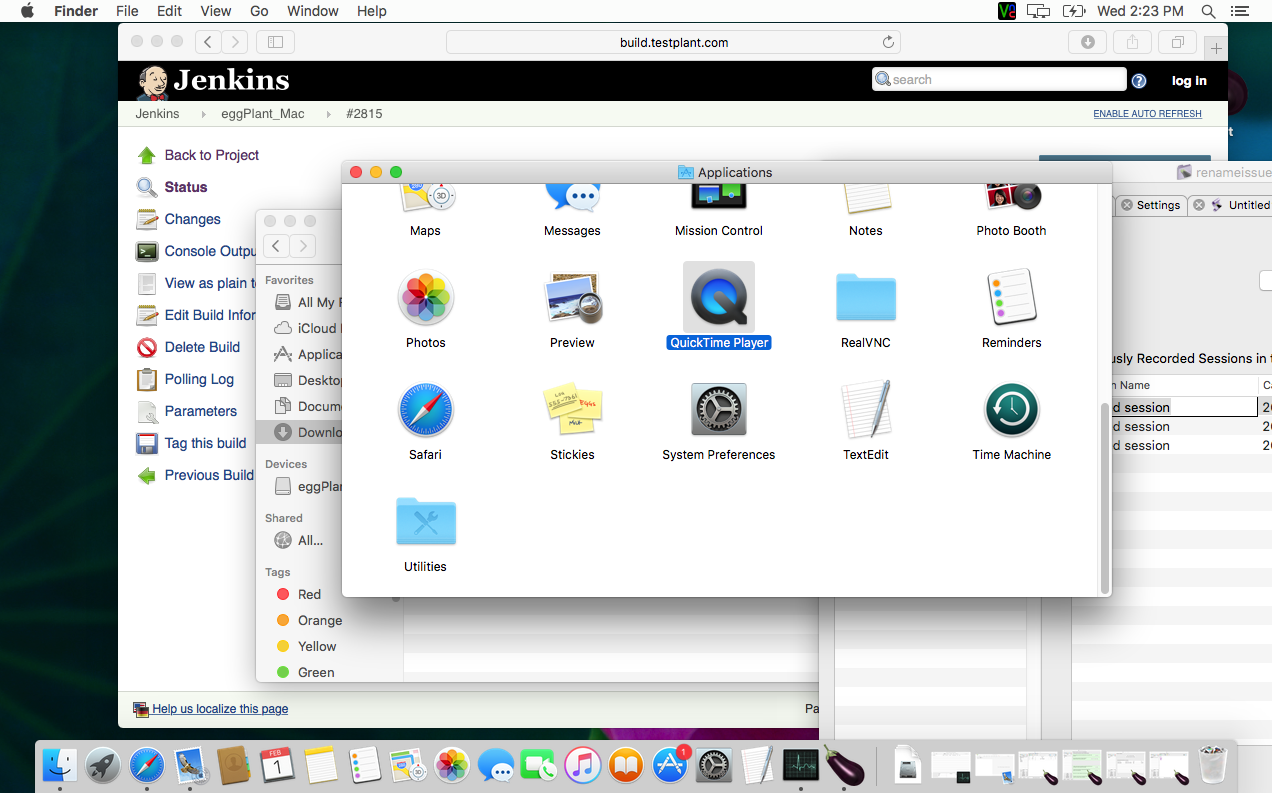 Finder File Edit View Go Window Help Wed 2:23 PM
build.testplant.com
Jenkins
search
log in
Jenkins eggPlant_Mac #2815
ENABLE AUTO REFRESH
Back to Project
Status
Changes
Console Outpu
View as plain t
Edit Build Infor
Delete Build
Polling Log
Parameters
Tag this build
Previous Build
Help us localize this page
Pa
Favorites
All My F
iCloud
Applica
Deskto
Docum
Downlo
Devices
eggPlan
Shared
All...
Tags
Red
Orange
Yellow
Green
Applications
Maps Messages Mission Control Notes Photo Booth
Photos Preview QuickTime Player RealVNC Reminders
Safari Stickies System Preferences TextEdit Time Machine
Utilities
renameissue
Settings Untitled
usly Recorded Sessions in t
n Name
d session
d session
d session
FEB
1
1